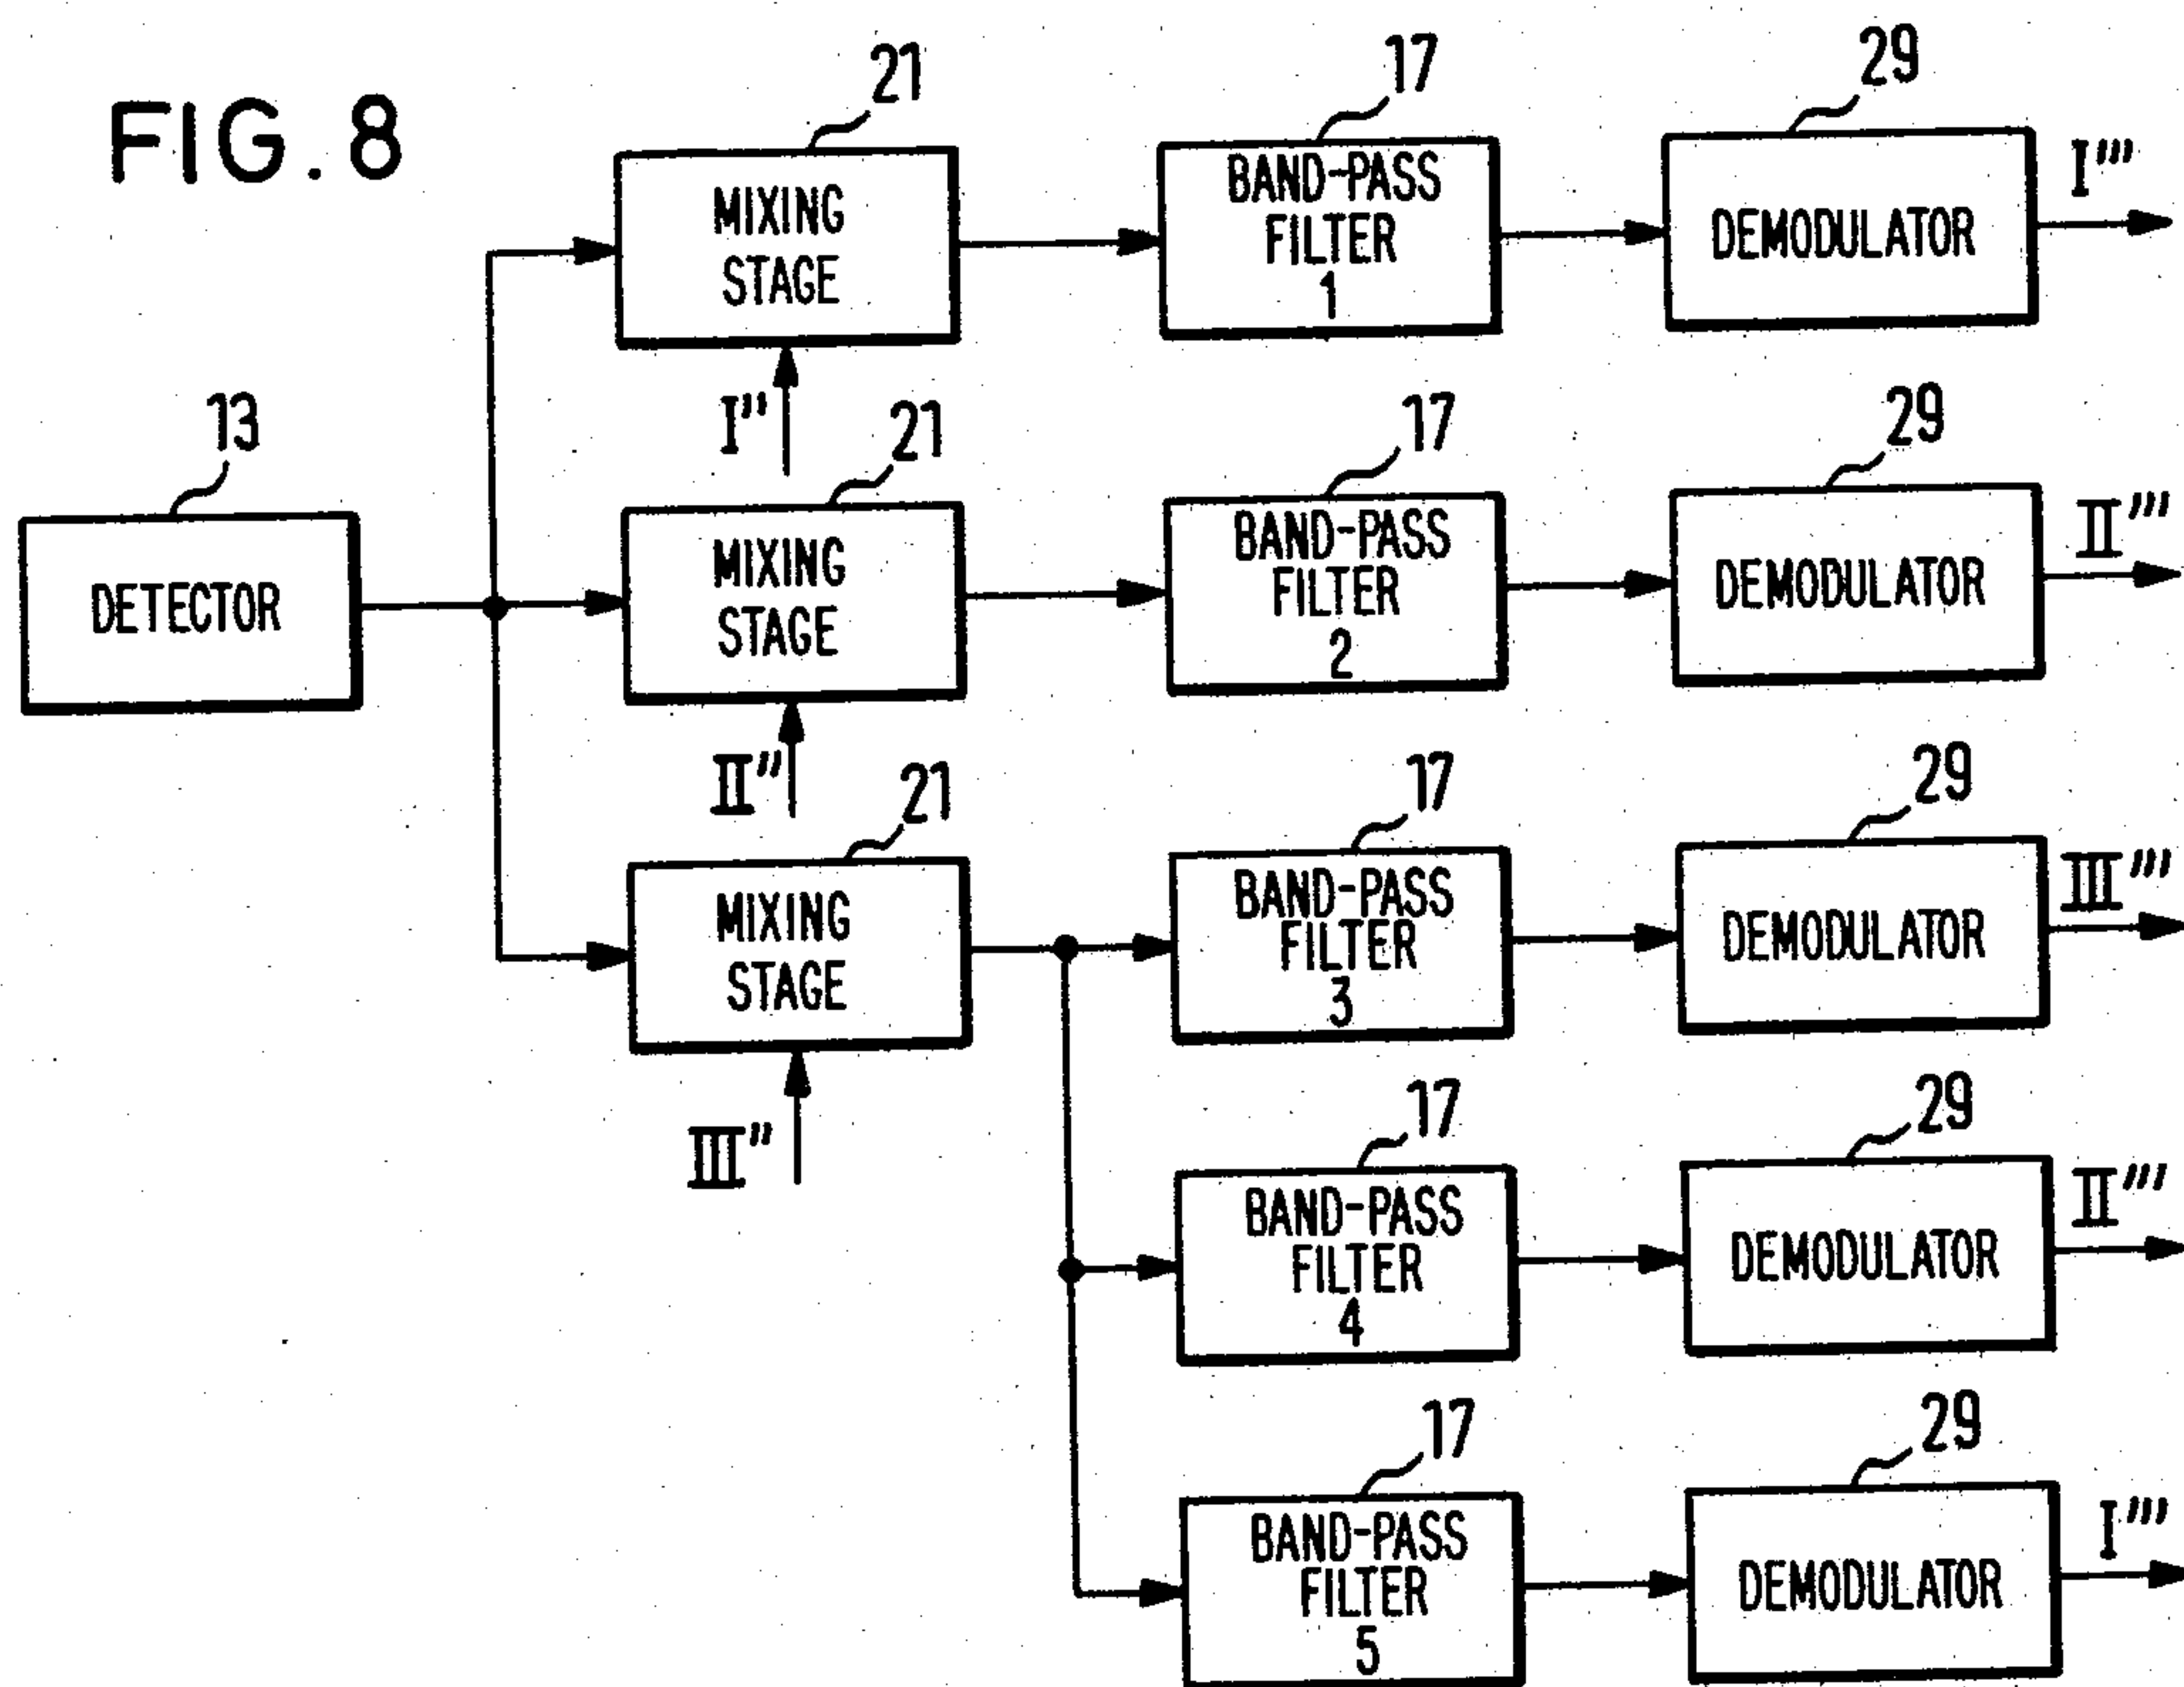 FIG. 8
21
17
29
MIXING
STAGE
BAND-PASS
FILTER
1
DEMODULATOR
I'''
I''
13
DETECTOR
21
17
29
MIXING
STAGE
BAND-PASS
FILTER
2
DEMODULATOR
II'''
II''
21
17
29
MIXING
STAGE
BAND-PASS
FILTER
3
DEMODULATOR
III'''
III''
17
29
BAND-PASS
FILTER
4
DEMODULATOR
II'''
17
29
BAND-PASS
FILTER
5
DEMODULATOR
I'''